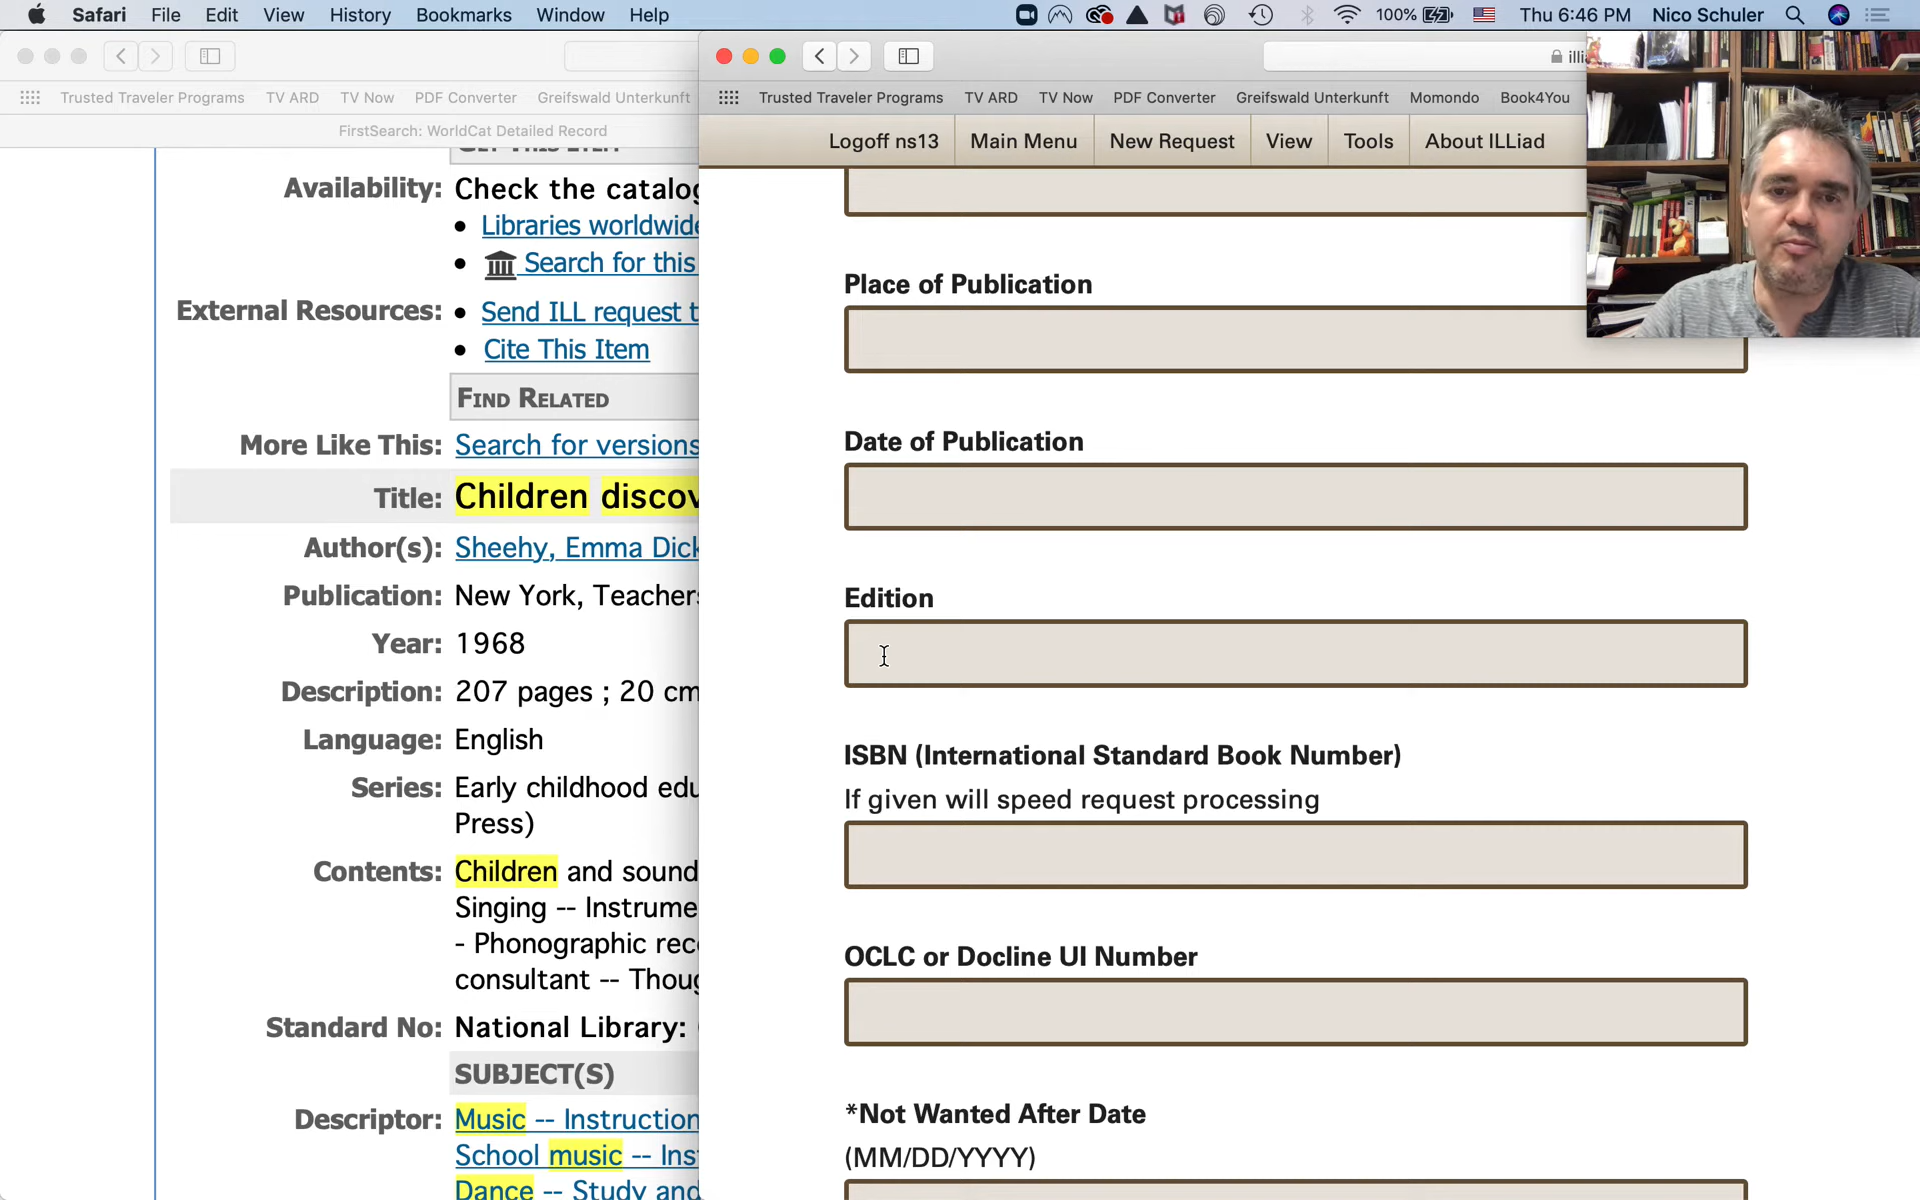 Safari File Edit View History Bookmarks Window Help 100% Thu 6:46 PM Nico Schuler
Trusted Traveler Programs TV ARD TV Now PDF Converter Greifswald Unterkunft
FirstSearch: WorldCat Detailed Record
Availability: Check the catalog
Libraries worldwide
Search for this
External Resources: Send ILL request t
Cite This Item
FIND RELATED
More Like This: Search for versions
Title: Children discov
Author(s): Sheehy, Emma Dick
Publication: New York, Teachers
Year: 1968
Description: 207 pages ; 20 cm
Language: English
Series: Early childhood edu
Press)
Contents: Children and sound
Singing -- Instrume
- Phonographic reco
consultant -- Thoug
Standard No: National Library:
SUBJECT(S)
Descriptor: Music -- Instruction
School music -- Ins
Dance -- Study and
illi
Trusted Traveler Programs TV ARD TV Now PDF Converter Greifswald Unterkunft Momondo Book4You
Logoff ns13 Main Menu New Request View Tools About ILLiad
Place of Publication
Date of Publication
Edition
ISBN (International Standard Book Number)
If given will speed request processing
OCLC or Docline UI Number
*Not Wanted After Date
(MM/DD/YYYY)